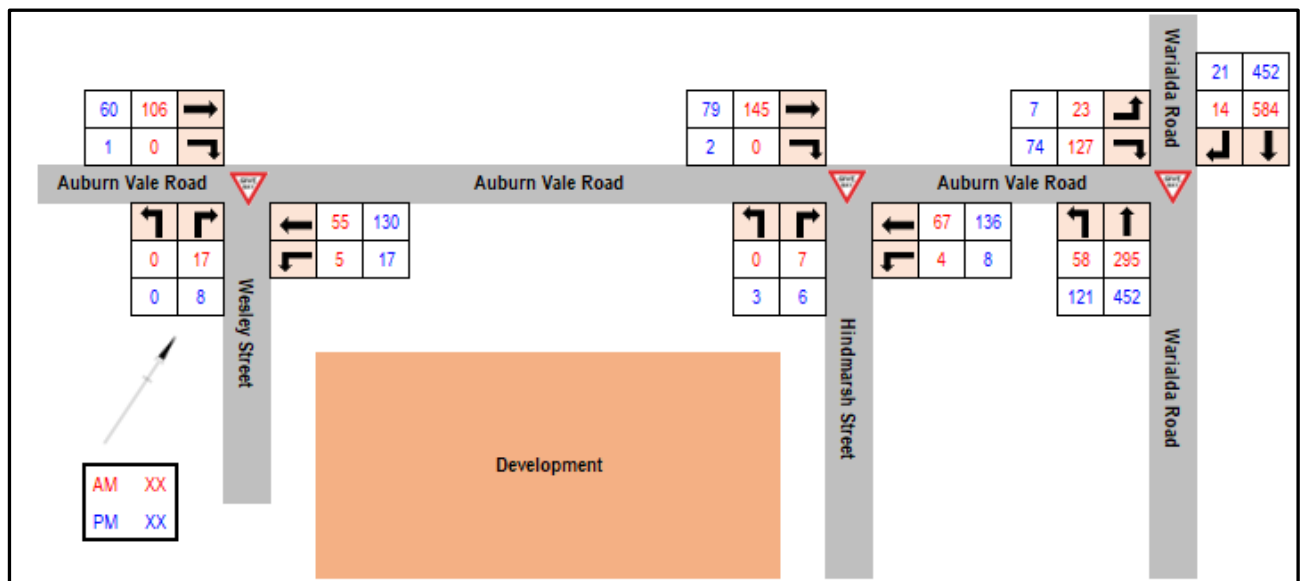 Warialda Road
21 452
14 584
60 106
1 0
79 145
2 0
7 23
74 127
Auburn Vale Road
Auburn Vale Road
Auburn Vale Road
0 17
0 8
55 130
5 17
0 7
3 6
67 136
4 8
58 295
121 452
Wesley Street
Hindmarsh Street
Warialda Road
Development
AM XX
PM XX